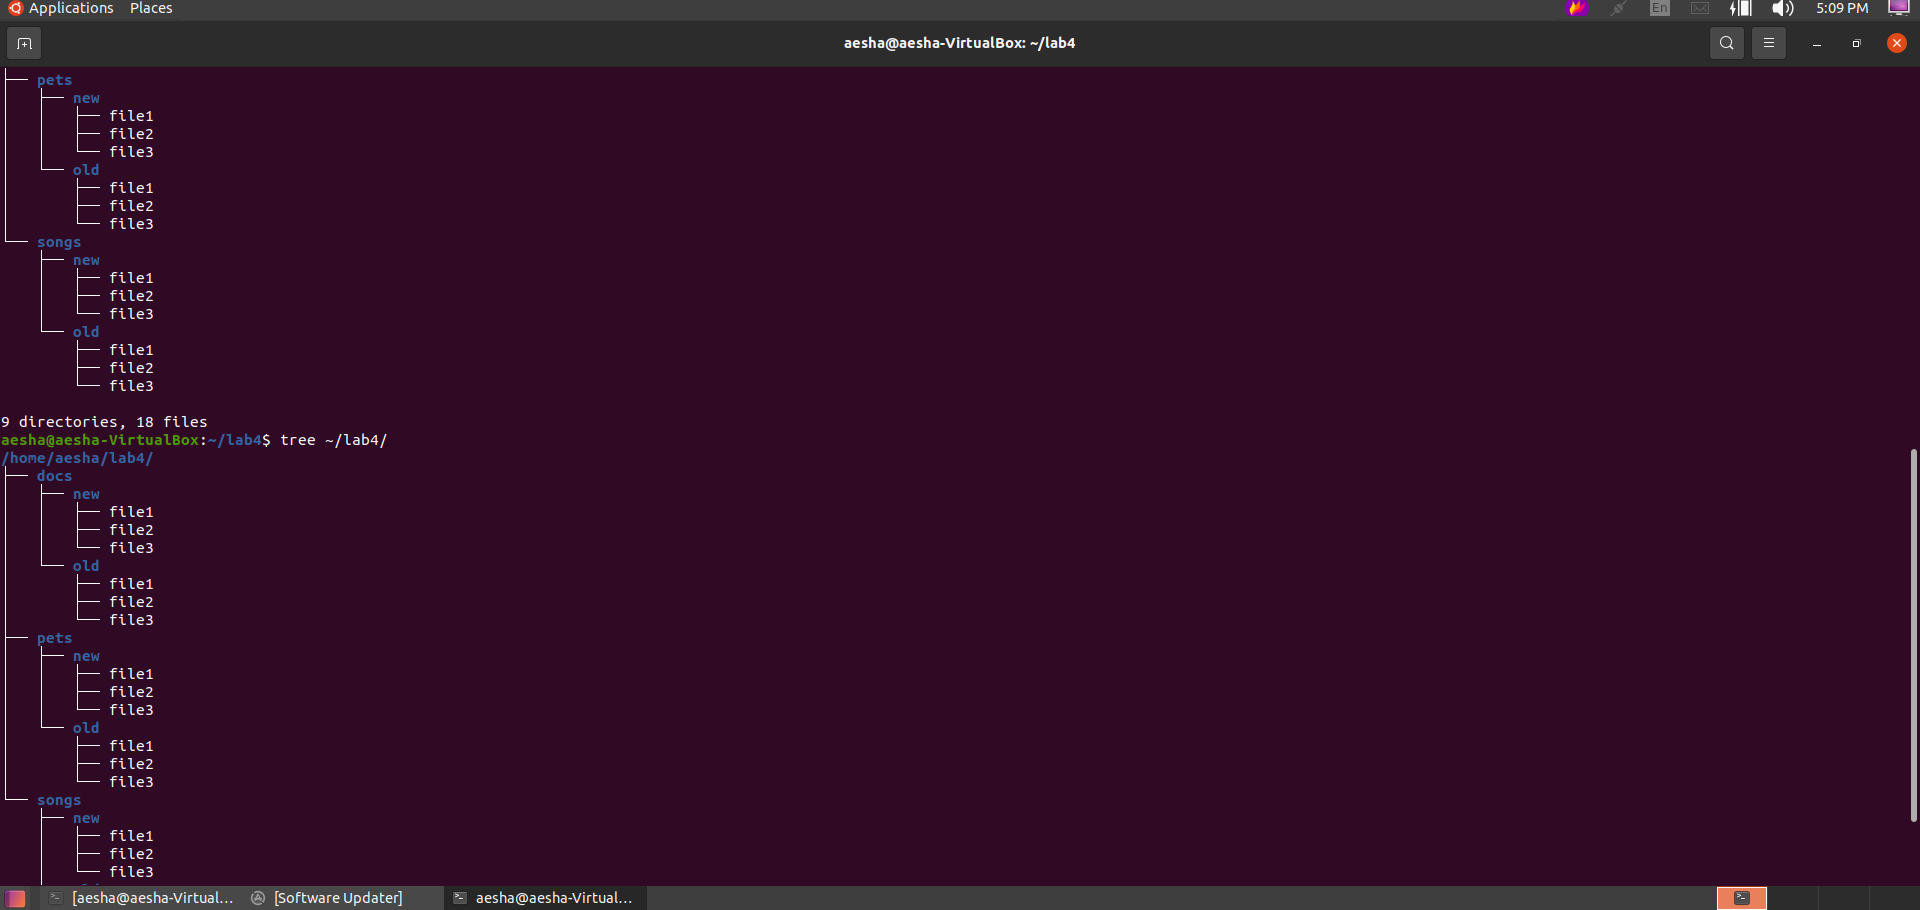 Applications Places En 5:09 PM
aesha@aesha-VirtualBox: ~/lab4
├── pets
│   ├── new
│   │   ├── file1
│   │   ├── file2
│   │   └── file3
│   └── old
│       ├── file1
│       ├── file2
│       └── file3
└── songs
    ├── new
    │   ├── file1
    │   ├── file2
    │   └── file3
    └── old
        ├── file1
        ├── file2
        └── file3
9 directories, 18 files
aesha@aesha-VirtualBox:~/lab4$ tree ~/lab4/
/home/aesha/lab4/
├── docs
│   ├── new
│   │   ├── file1
│   │   ├── file2
│   │   └── file3
│   └── old
│       ├── file1
│       ├── file2
│       └── file3
├── pets
│   ├── new
│   │   ├── file1
│   │   ├── file2
│   │   └── file3
│   └── old
│       ├── file1
│       ├── file2
│       └── file3
└── songs
    ├── new
    │   ├── file1
    │   ├── file2
    │   └── file3
[aesha@aesha-Virtual... [Software Updater] aesha@aesha-Virtual...